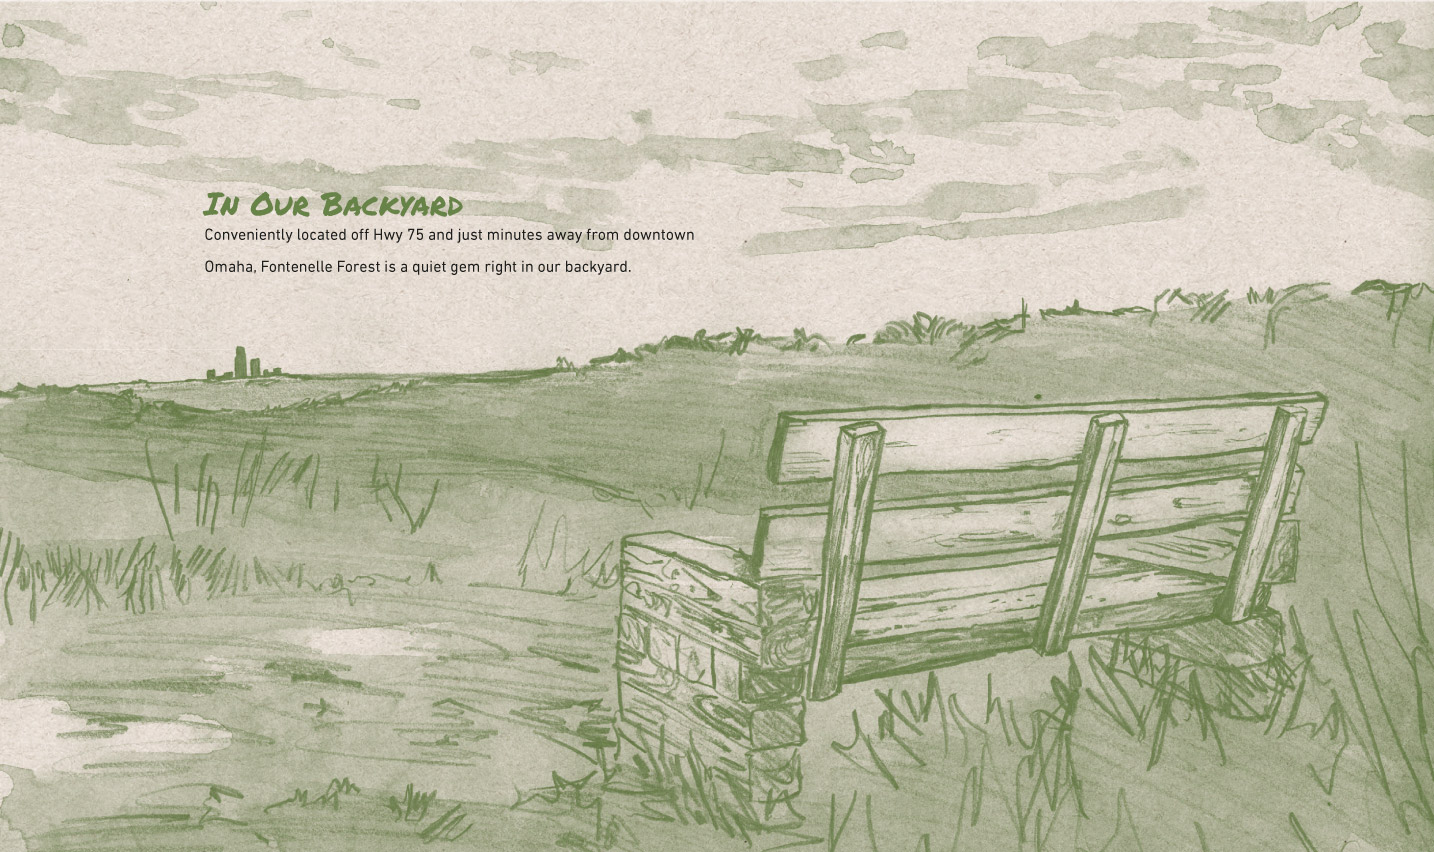 In Our Backyard
Conveniently located off Hwy 75 and just minutes away from downtown
Omaha, Fontenelle Forest is a quiet gem right in our backyard.